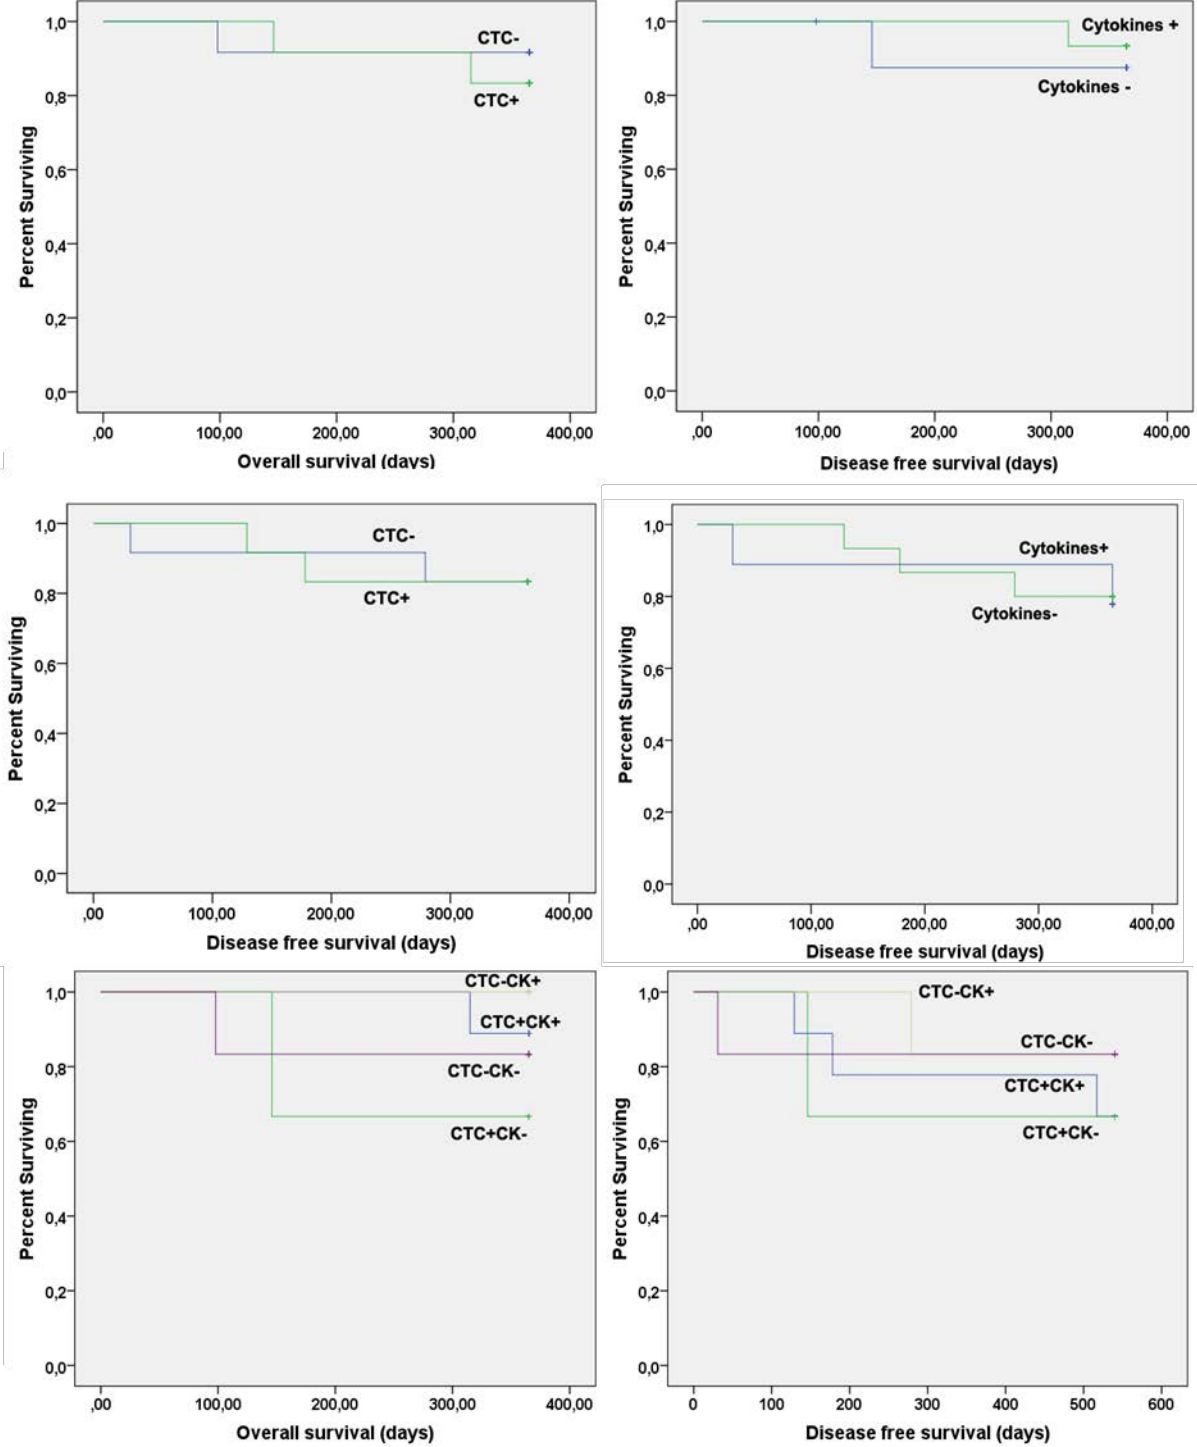 1,0
0,8
0,6
0,4
0,2
0,0
Percent Surviving
CTC-
CTC+
,00
100,00
200,00
300,00
400,00
Overall survival (days)
1,0
0,8
0,6
0,4
0,2
0,0
Percent Surviving
Cytokines +
Cytokines -
,00
100,00
200,00
300,00
400,00
Disease free survival (days)
1,0
0,8
0,6
0,4
0,2
0,0
Percent Surviving
CTC-
CTC+
,00
100,00
200,00
300,00
400,00
Disease free survival (days)
1,0
0,8
0,6
0,4
0,2
0,0
Percent Surviving
Cytokines+
Cytokines-
,00
100,00
200,00
300,00
400,00
Disease free survival (days)
1,0
0,8
0,6
0,4
0,2
0,0
Percent Surviving
CTC-CK+
CTC+CK+
CTC-CK-
CTC+CK-
,00
100,00
200,00
300,00
400,00
Overall survival (days)
1,0
0,8
0,6
0,4
0,2
0,0
Percent Surviving
CTC-CK+
CTC-CK-
CTC+CK+
CTC+CK-
0
100
200
300
400
500
600
Disease free survival (days)